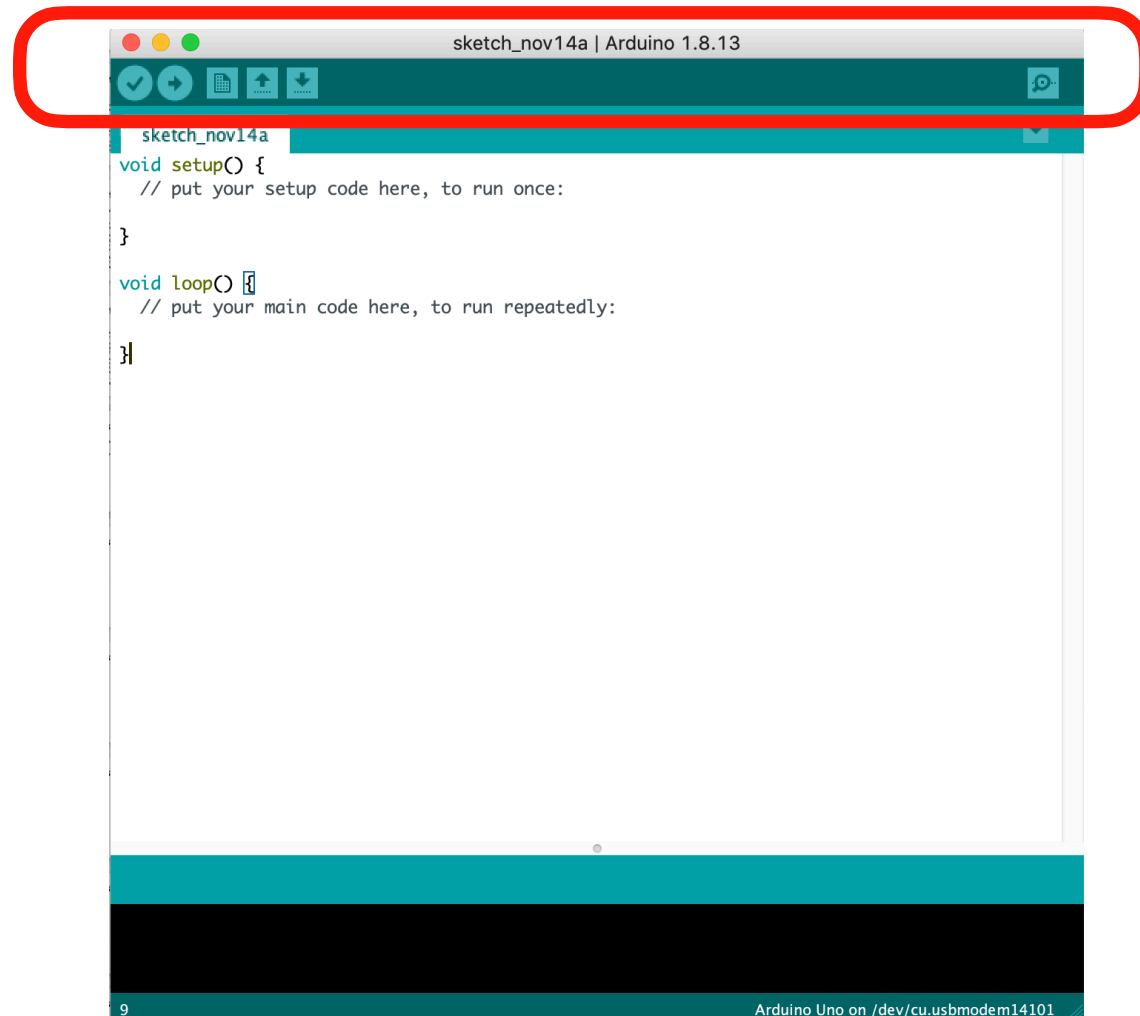 sketch_nov14a | Arduino 1.8.13
sketch_nov14a
void setup() {
  // put your setup code here, to run once:
}
void loop() {
  // put your main code here, to run repeatedly:
}
9
Arduino Uno on /dev/cu.usbmodem14101